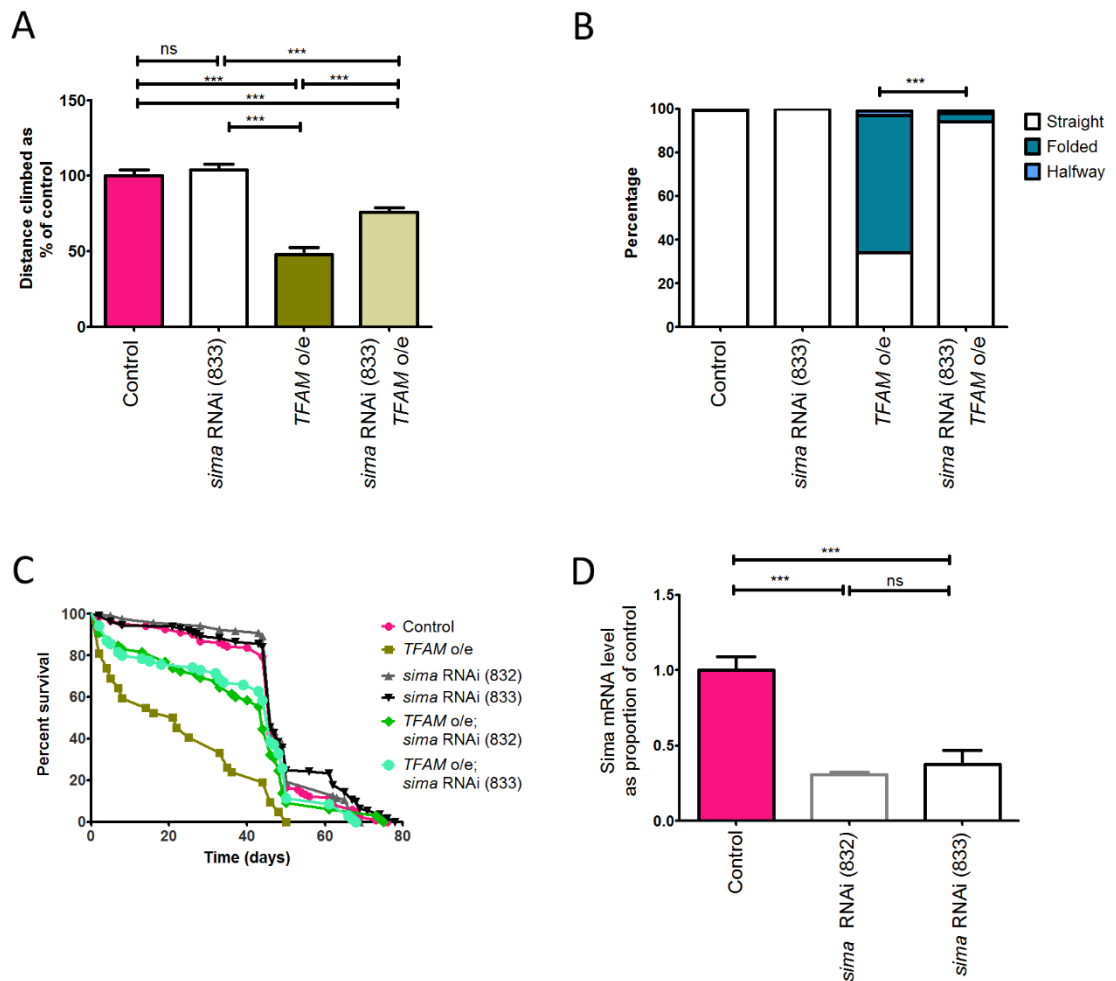 A
ns
***
***
***
***
***
150
100
50
0
Distance climbed as
% of control
Control
sima RNAi (833)
TFAM o/e
sima RNAi (833)
TFAM o/e
B
***
100
80
60
40
20
0
Percentage
Straight
Folded
Halfway
Control
sima RNAi (833)
TFAM o/e
sima RNAi (833)
TFAM o/e
C
100
80
60
40
20
0
Percent survival
0 20 40 60 80
Time (days)
Control
TFAM o/e
sima RNAi (832)
sima RNAi (833)
TFAM o/e;
sima RNAi (832)
TFAM o/e;
sima RNAi (833)
D
***
***
ns
1.5
1.0
0.5
0.0
Sima mRNA level
as proportion of control
Control
sima RNAi (832)
sima RNAi (833)